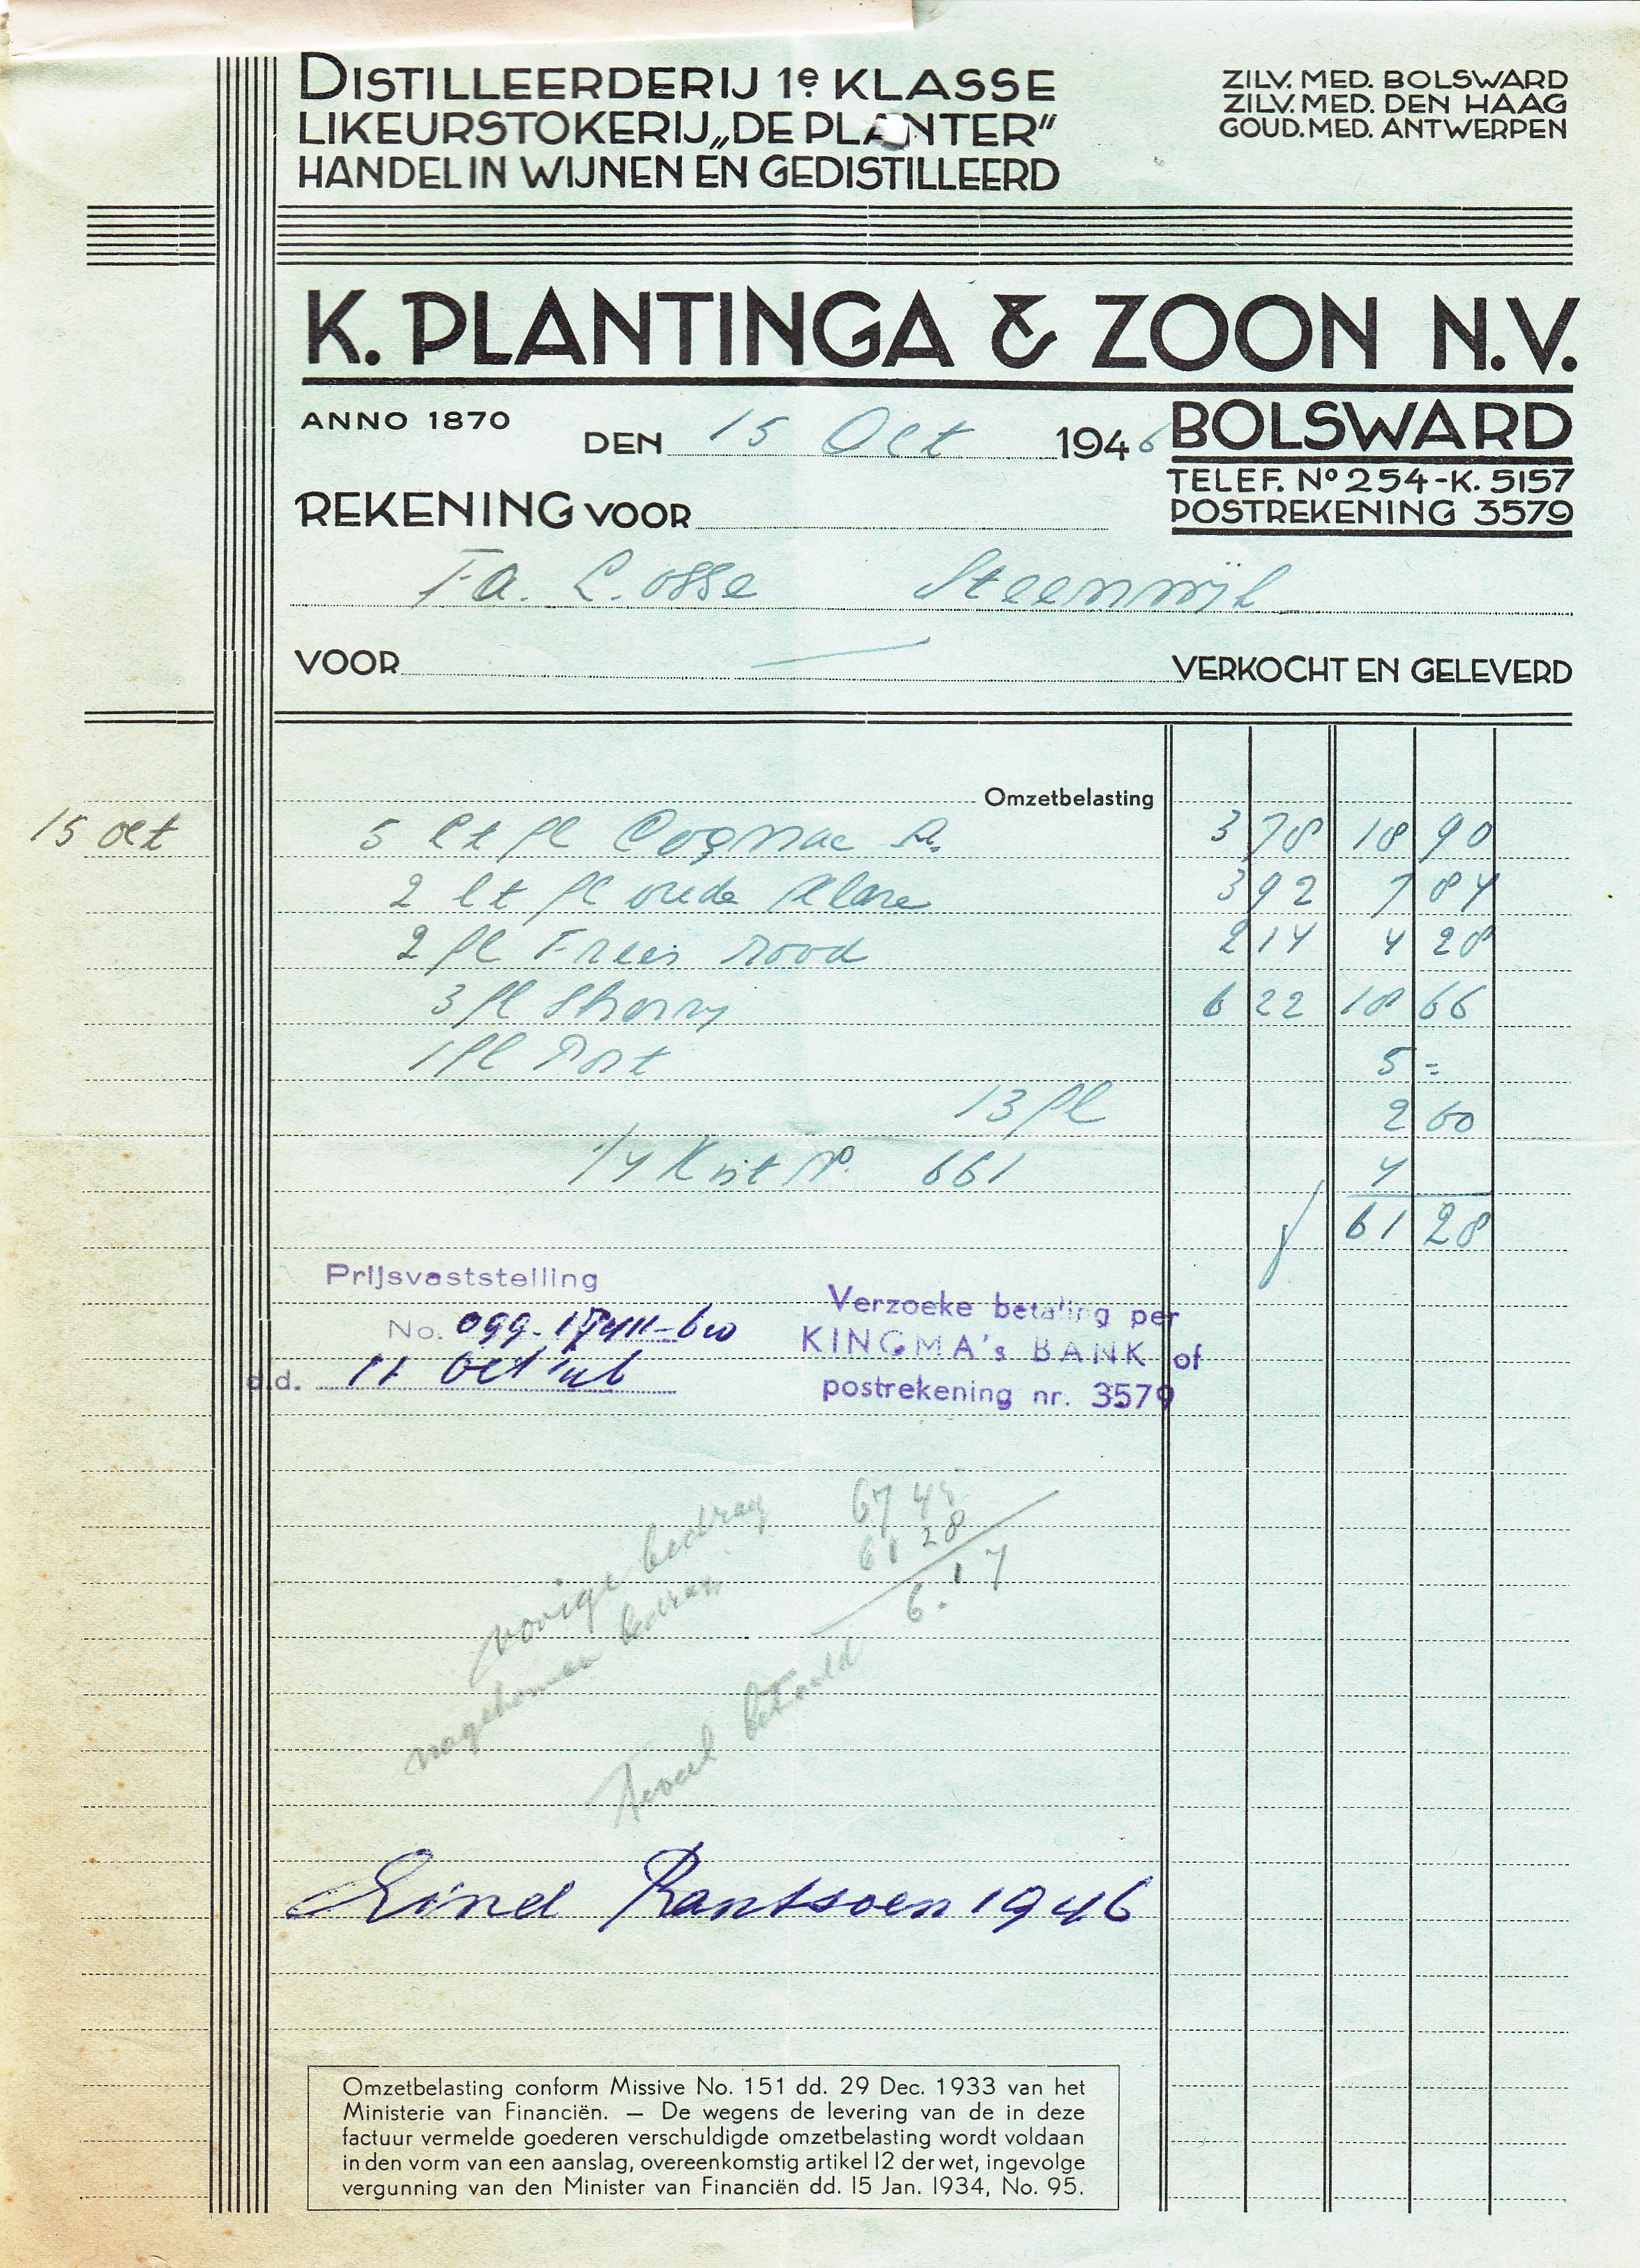 DISTILLEERDERIJ 1e KLASSE
LIKEURSTOKERIJ „DE PLANTER"
HANDEL IN WIJNEN EN GEDISTILLEERD
ZILV. MED. BOLSWARD
ZILV. MED. DEN HAAG
GOUD. MED. ANTWERPEN
K. PLANTINGA & ZOON N.V.
ANNO 1870
DEN 15 Oct 1946
BOLSWARD
TELEF. No 254-K. 5157
POSTREKENING 3579
REKENING VOOR
Fa. L. Osse Steenwijk
VOOR VERKOCHT EN GELEVERD
Omzetbelasting
15 oct 5 lt fl Cognac 3 78 18 90
2 lt fl oude Klare 3 92 7 84
2 fl rood 2 14 4 28
3 fl Sherry 6 22 18 66
1 fl Port 5 =
13 fl 2 60
1/4 Kist No. 661 4
61 28
Prijsvaststelling
No.
d.d. 11 Oct '46
Verzoeke betaling per
KINGMA's BANK of
postrekening nr. 3579
vorige bedrag 67 45
nagekomen bedrag 61 28
teveel betaald 6.17
Eind Rantsoen 1946
Omzetbelasting conform Missive No. 151 dd. 29 Dec. 1933 van het
Ministerie van Financiën. — De wegens de levering van de in deze
factuur vermelde goederen verschuldigde omzetbelasting wordt voldaan
in den vorm van een aanslag, overeenkomstig artikel 12 der wet, ingevolge
vergunning van den Minister van Financiën dd. 15 Jan. 1934, No. 95.